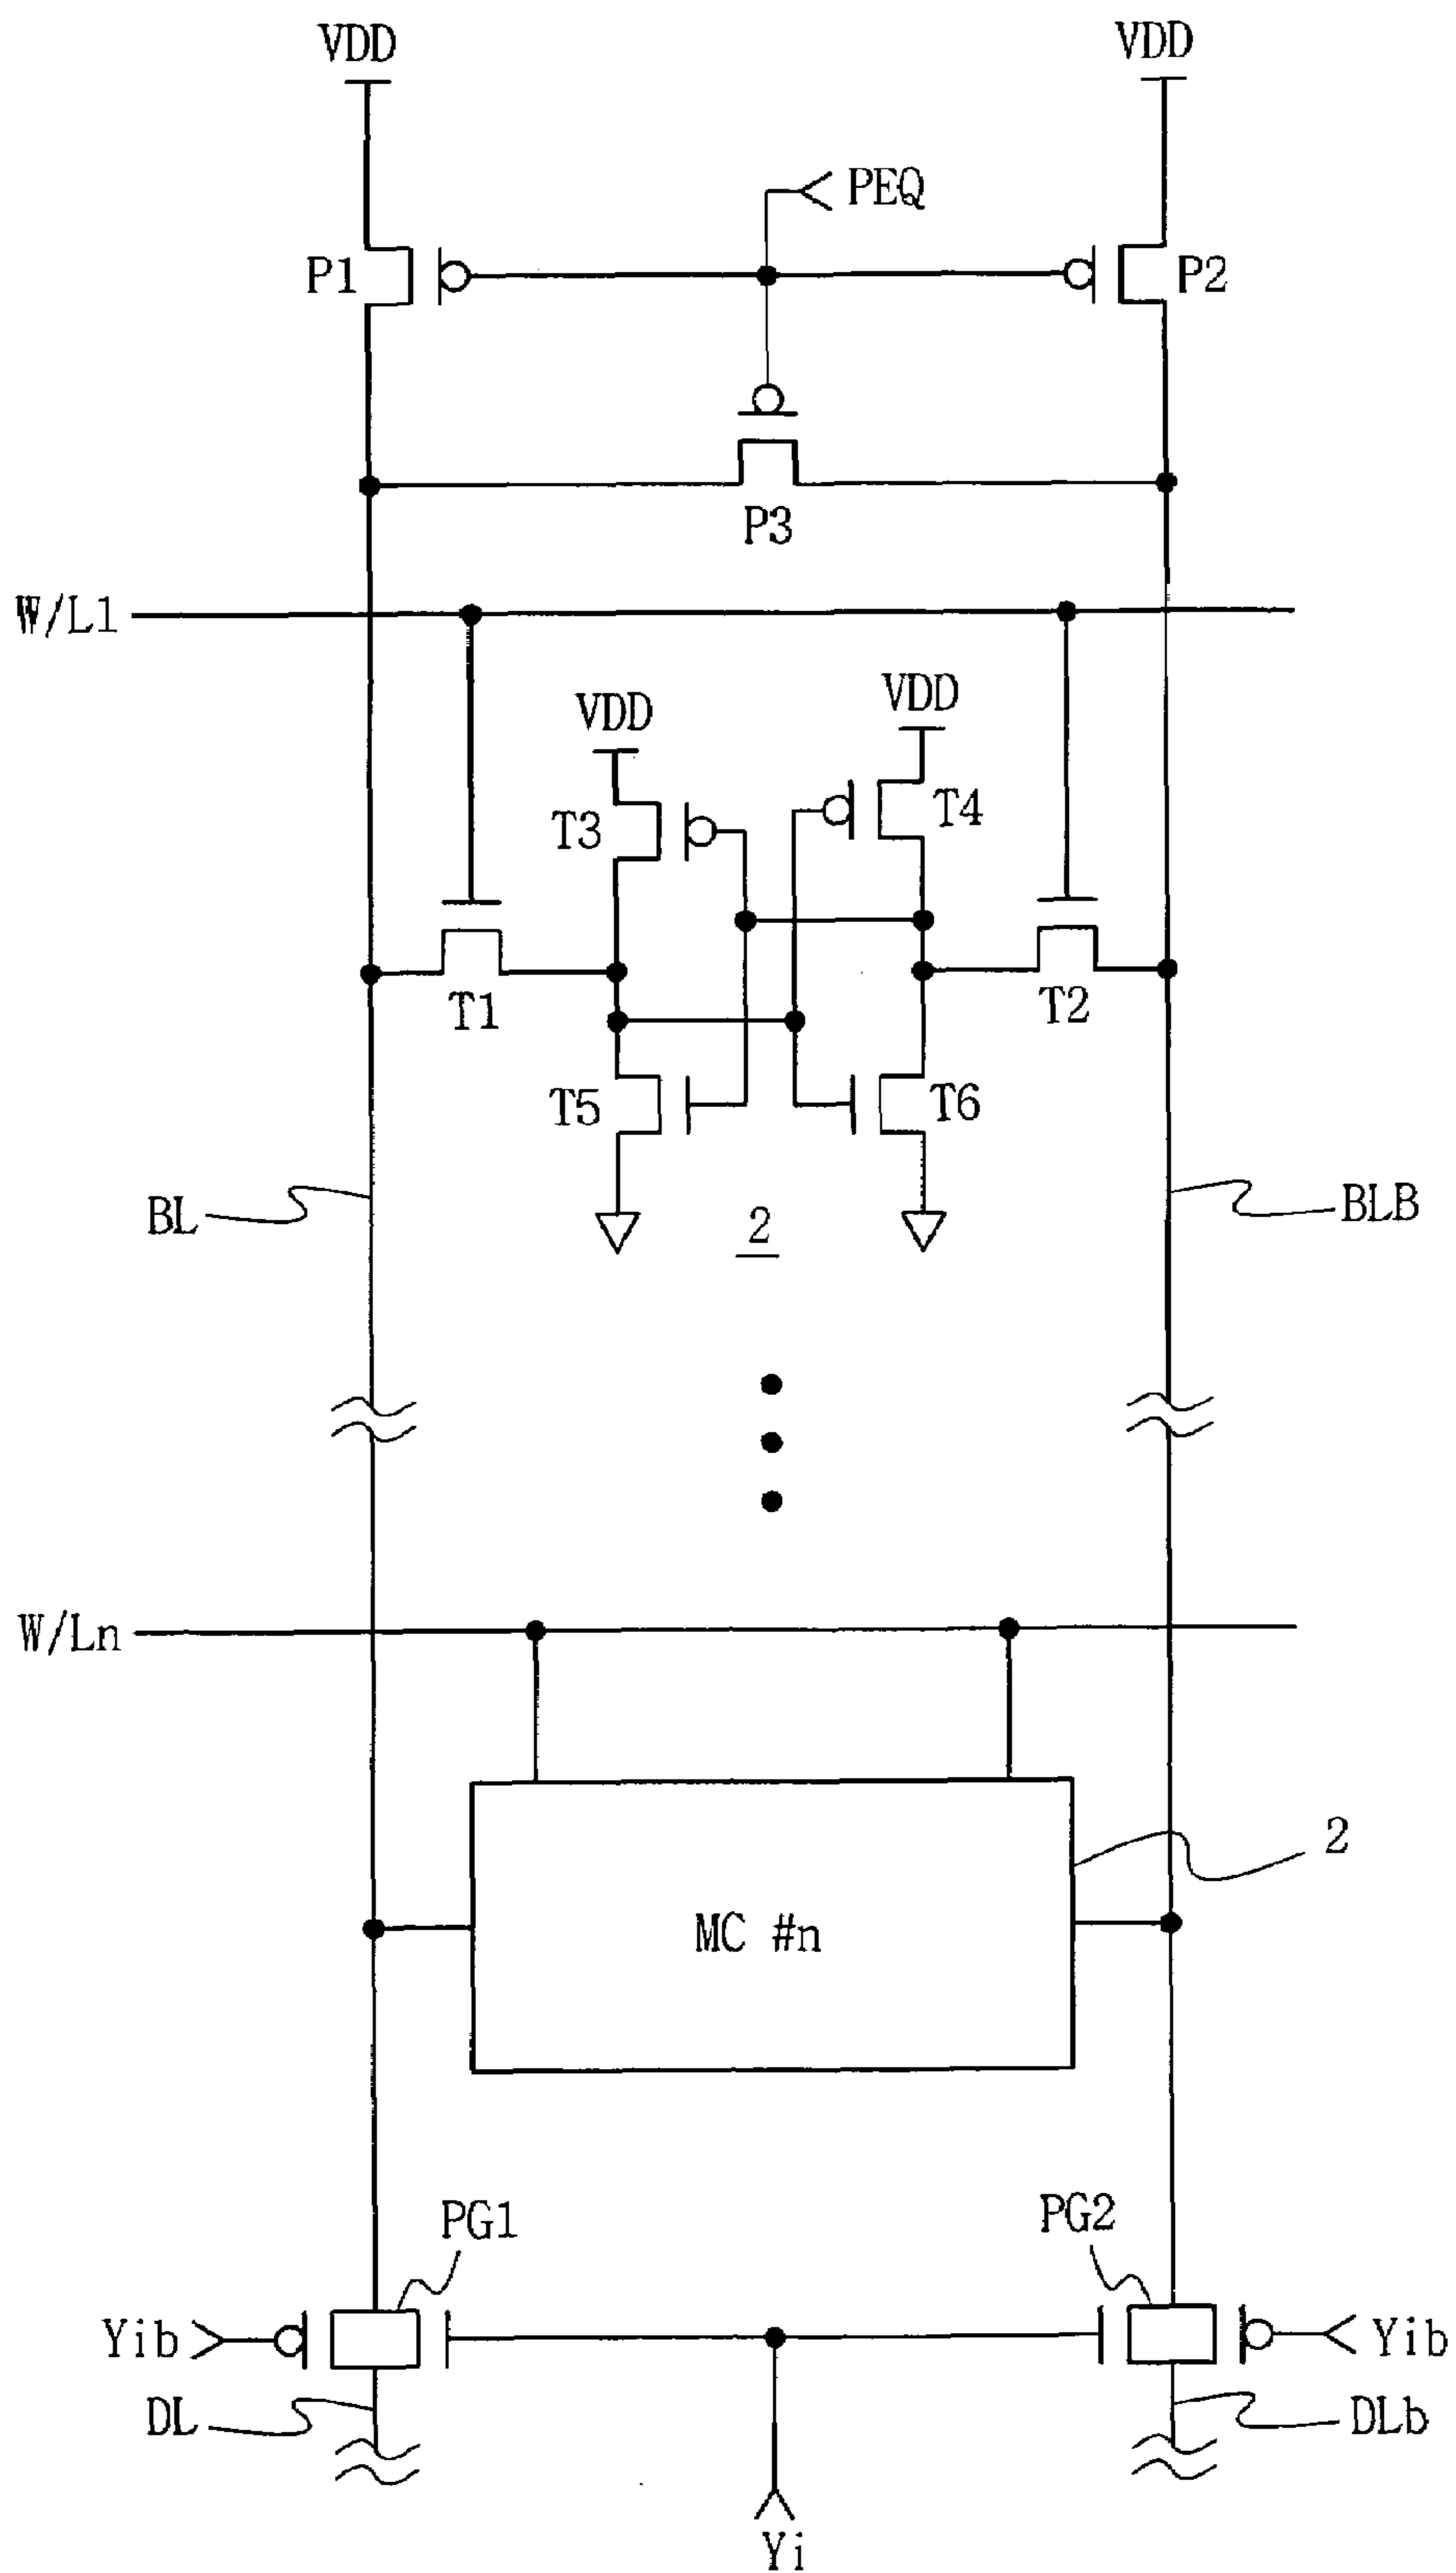 VDD
VDD
PEQ
P1
P2
P3
W/L1
VDD
VDD
T3
T4
T1
T2
T5
T6
BL
2
BLB
W/Ln
2
MC #n
PG1
PG2
Yib
Yib
DL
DLb
Yi